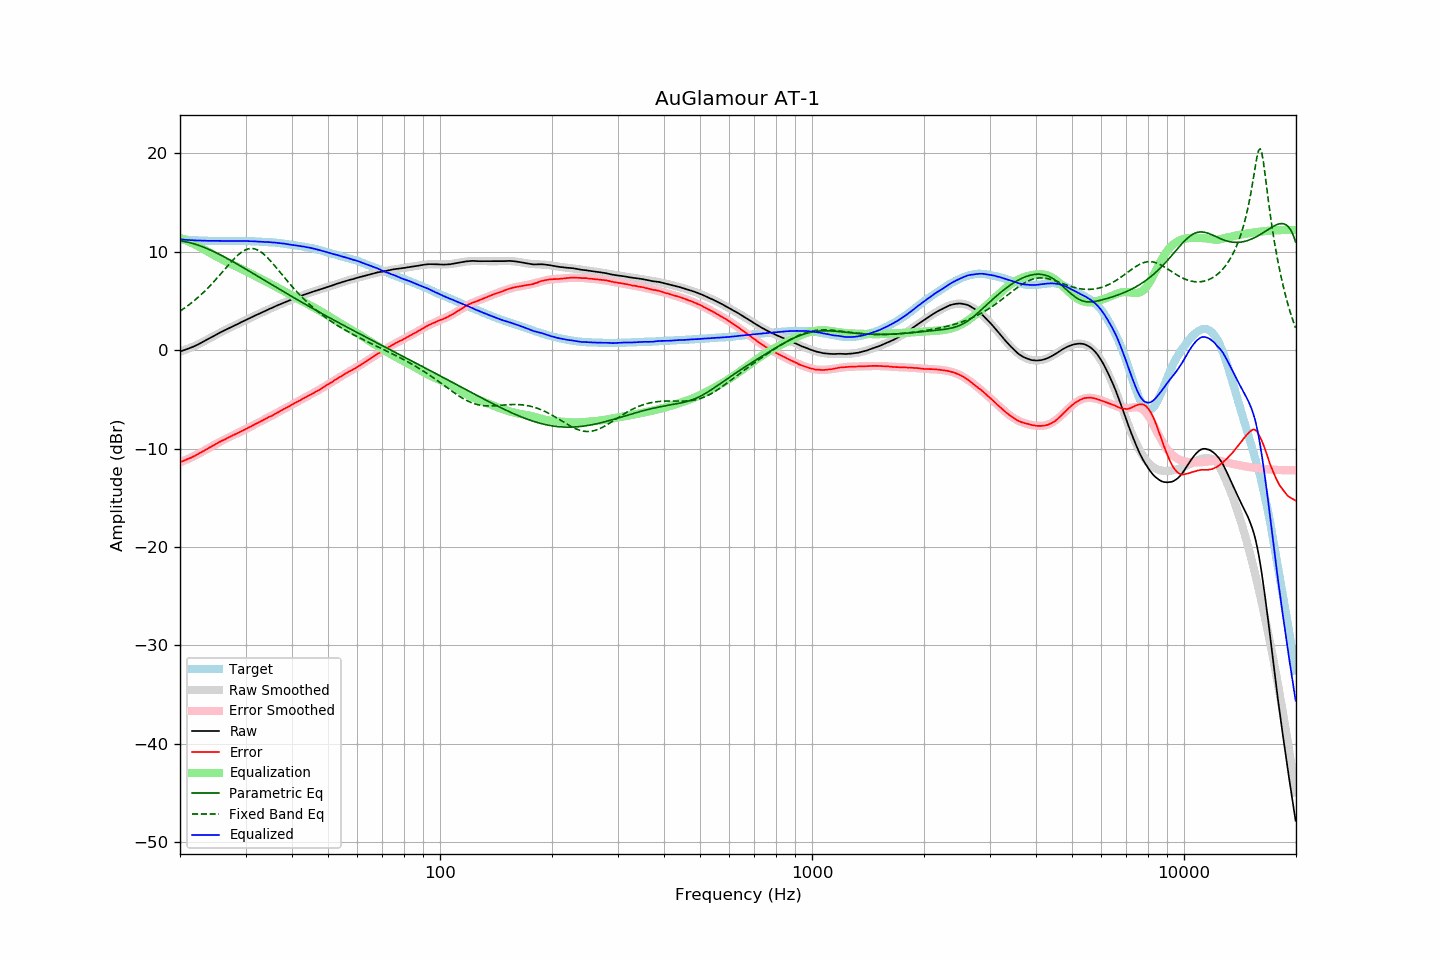 AuGlamour AT-1
Amplitude (dBr)
20
10
0
−10
−20
−30
−40
−50
Target
Raw Smoothed
Error Smoothed
Raw
Error
Equalization
Parametric Eq
Fixed Band Eq
Equalized
100
1000
10000
Frequency (Hz)